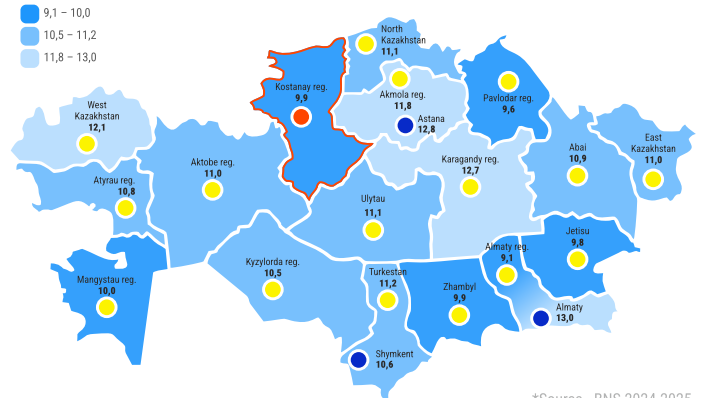 9,1 – 10,0
10,5 – 11,2
11,8 – 13,0
North
Kazakhstan
11,1
Kostanay reg.
9,9
Akmola reg.
11,8
Astana
12,8
Pavlodar reg.
9,6
West
Kazakhstan
12,1
Aktobe reg.
11,0
Atyrau reg.
10,8
Karagandy reg.
12,7
Abai
10,9
East
Kazakhstan
11,0
Ulytau
11,1
Mangystau reg.
10,0
Kyzylorda reg.
10,5
Turkestan
11,2
Zhambyl
9,9
Almaty reg.
9,1
Jetisu
9,8
Almaty
13,0
Shymkent
10,6
*Source - BNS 2024-2025